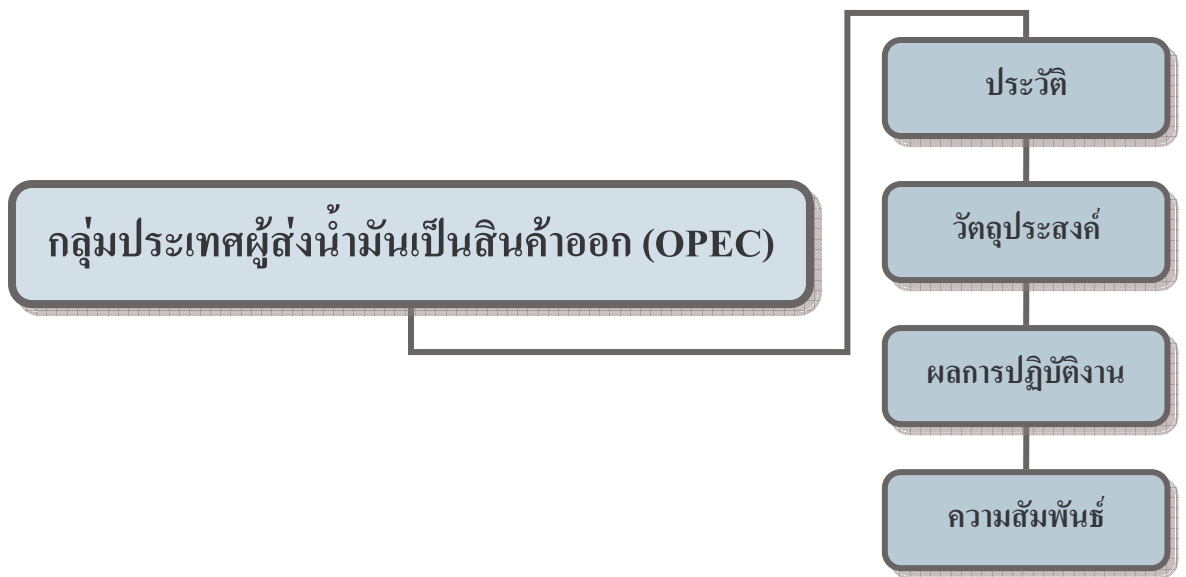 กลุ่มประเทศผู้ส่งน้ำมันเป็นสินค้าออก (OPEC)
ประวัติ
วัตถุประสงค์
ผลการปฏิบัติงาน
ความสัมพันธ์